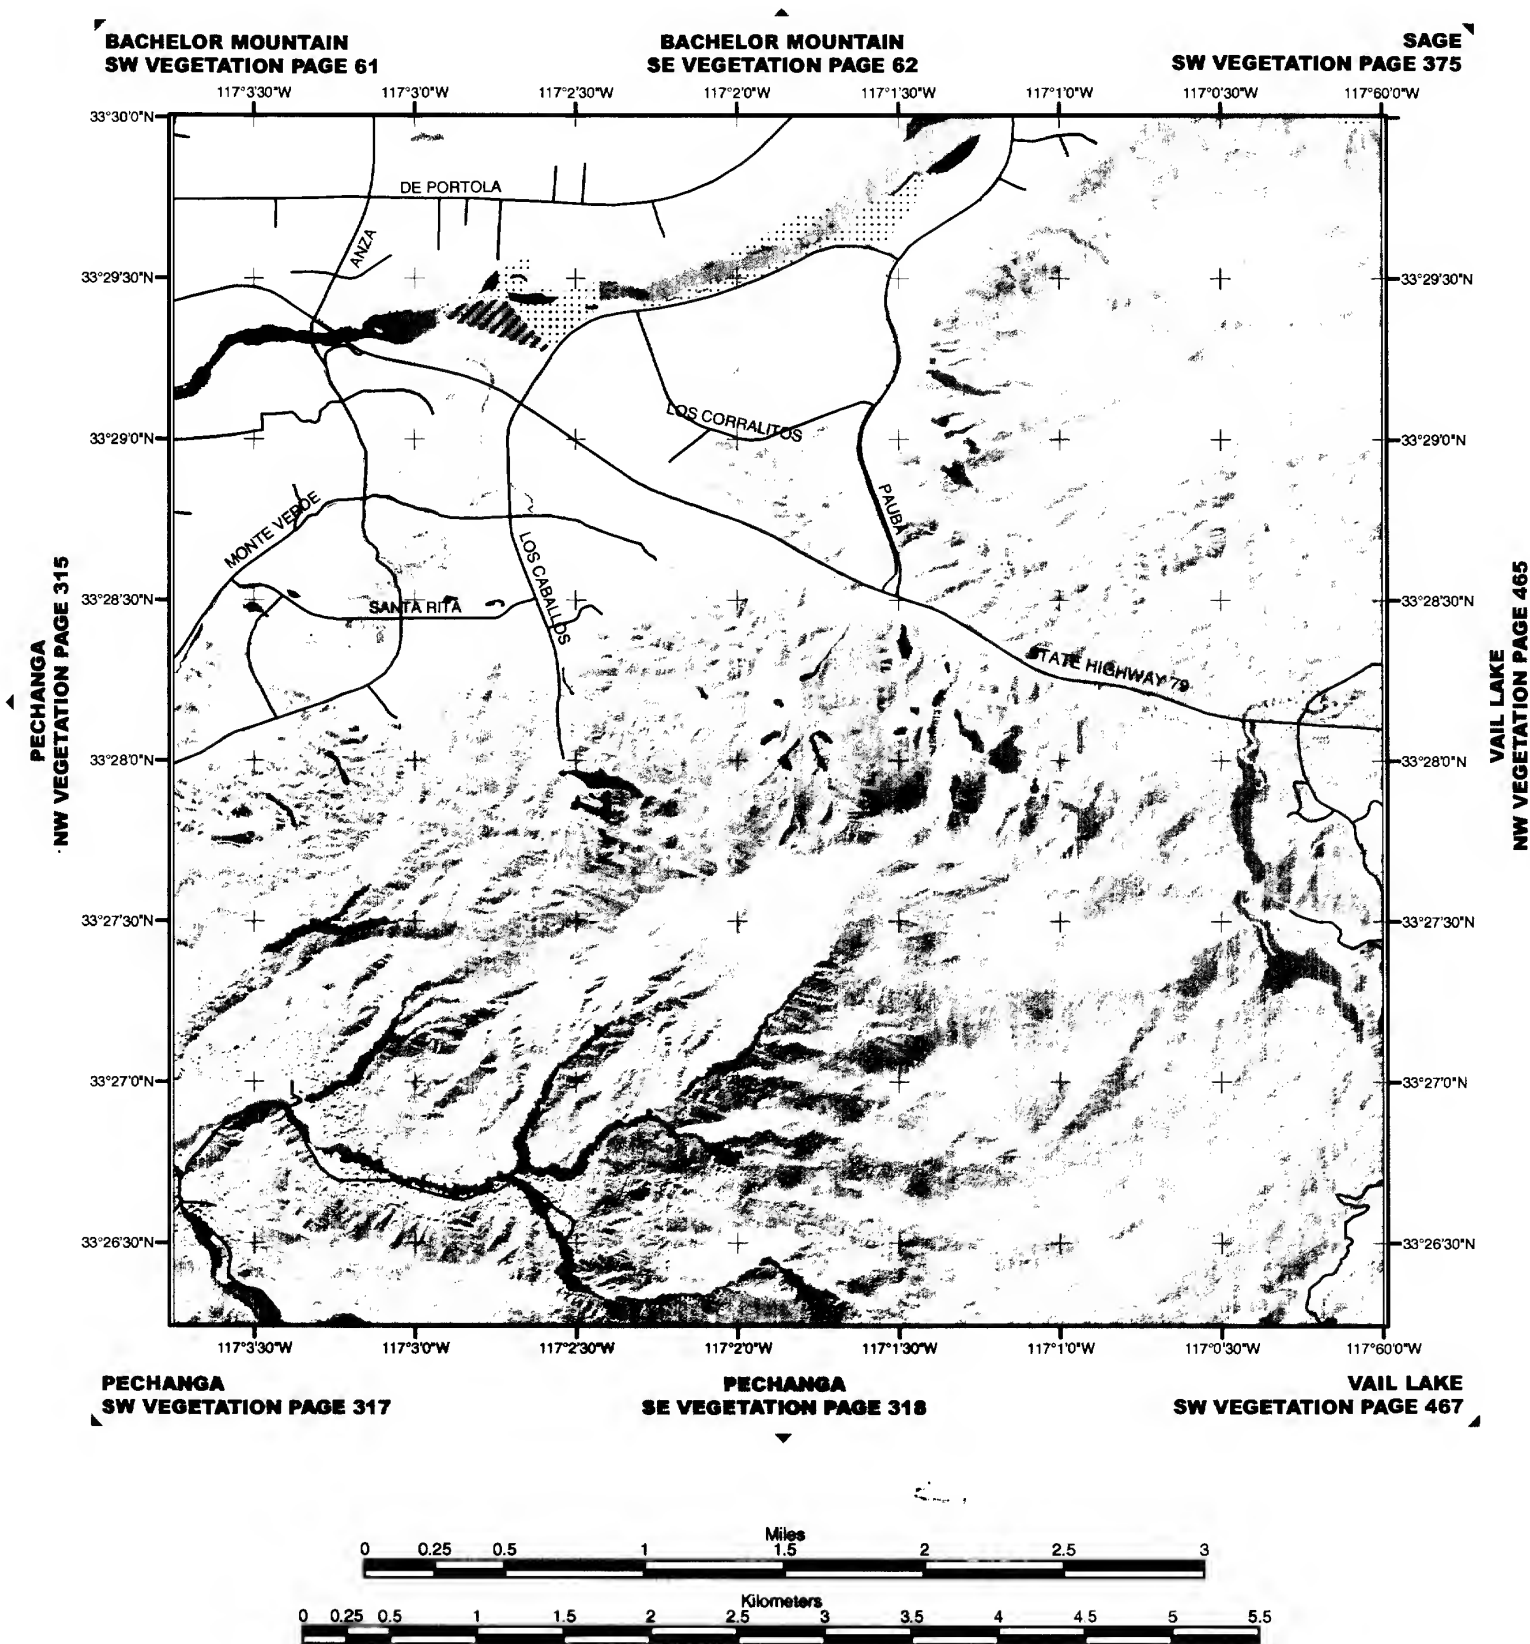 BACHELOR MOUNTAIN
SW VEGETATION PAGE 61
BACHELOR MOUNTAIN
SE VEGETATION PAGE 62
SAGE
SW VEGETATION PAGE 375
117°3'30"W 117°3'0"W 117°2'30"W 117°2'0"W 117°1'30"W 117°1'0"W 117°0'30"W 117°60'0"W
33°30'0"N
DE PORTOLA
ANZA
33°29'30"N 33°29'30"N
LOS CORRALITOS
33°29'0"N 33°29'0"N
PAUBA
MONTE VERDE
LOS CABALLOS
33°28'30"N 33°28'30"N
SANTA RITA
STATE HIGHWAY 79
PECHANGA
NW VEGETATION PAGE 315
VAIL LAKE
NW VEGETATION PAGE 465
33°28'0"N 33°28'0"N
33°27'30"N 33°27'30"N
33°27'0"N 33°27'0"N
33°26'30"N 33°26'30"N
117°3'30"W 117°3'0"W 117°2'30"W 117°2'0"W 117°1'30"W 117°1'0"W 117°0'30"W 117°60'0"W
PECHANGA
SW VEGETATION PAGE 317
PECHANGA
SE VEGETATION PAGE 318
VAIL LAKE
SW VEGETATION PAGE 467
Miles
0 0.25 0.5 1 1.5 2 2.5 3
Kilometers
0 0.25 0.5 1 1.5 2 2.5 3 3.5 4 4.5 5 5.5